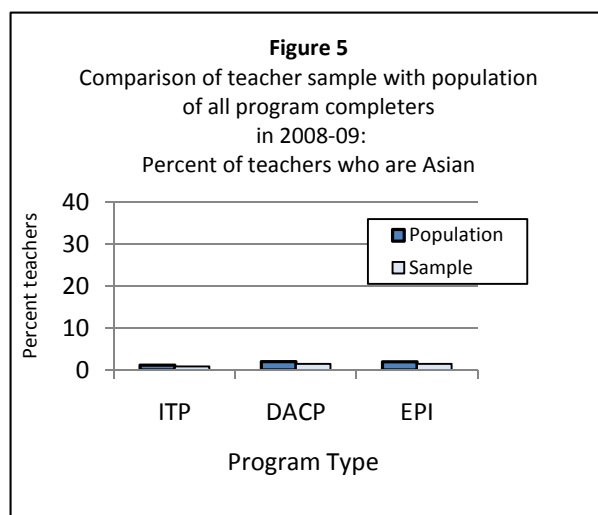 Figure 5
Comparison of teacher sample with population
of all program completers
in 2008-09:
Percent of teachers who are Asian
Percent teachers
40
30
20
10
0
Population
Sample
ITP
DACP
EPI
Program Type